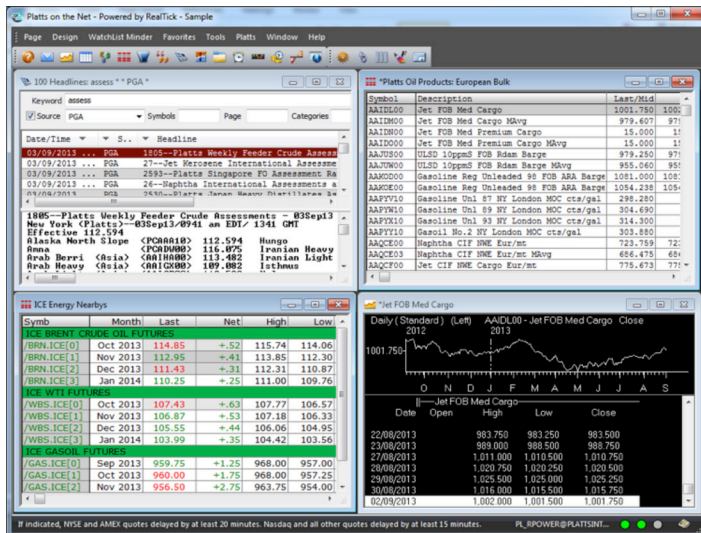 Platts on the Net - Powered by RealTick - Sample
Page Design WatchList Minder Favorites Tools Platts Window Help
100 Headlines: assess * * PGA *
Keyword assess
Source PGA Symbols Page Categories
Date/Time S.. Headline
03/09/2013 ... PGA 1805--Platts Weekly Feeder Crude Assess
03/09/2013 ... PGA 27--Jet Kerosene International Assessme
03/09/2013 ... PGA 2593--Platts Singapore FO Assessment Ra
03/09/2013 ... PGA 26--Naphtha International Assessments a
03/09/2013 ... PGA 2530--Platts Japan Heavy Distillates As
1805--Platts Weekly Feeder Crude Assessments - 03Sep13
New York (Platts)--03Sep13/0941 am EDT/ 1341 GMT
Effective 112.594
Alaska North Slope <PCAAA10> 112.594 Hungo
Amna <PCADW00> 116.075 Iranian Heavy
Arab Berri (Asia) <AAIHA00> 113.482 Iranian Light
Arab Heavy (Asia) <AAIGX00> 109.082 Isthmus
*Platts Oil Products: European Bulk
Symbol Description Last/Mid
AAIDL00 Jet FOB Med Cargo 1001.750 1002
AAIDM00 Jet FOB Med Cargo MAvg 979.607 979
AAIDN00 Jet FOB Med Premium Cargo 15.000 15
AAIDO00 Jet FOB Med Premium Cargo MAvg 15.000 15
AAJUS00 ULSD 10ppmS FOB Rdam Barge 979.250 979
AAJUW00 ULSD 10ppmS FOB Rdam Barge MAvg 955.060 955
AAKOD00 Gasoline Reg Unleaded 98 FOB ARA Barge 1081.000 1081
AAKOE00 Gasoline Reg Unleaded 98 FOB ARA Barge 1054.238 1054
AAPYV10 Gasoline Unl 87 NY London MOC cts/gal 298.280
AAPYW10 Gasoline Unl 89 NY London MOC cts/gal 304.690
AAPYX10 Gasoline Unl 93 NY London MOC cts/gal 314.300
AAPYY10 Gasoil No.2 NY London MOC cts/gal 303.880
AAQCE00 Naphtha CIF NWE Eur/mt 723.759 723
AAQCE03 Naphtha CIF NWE Eur/mt MAvg 686.475 686
AAQCF00 Jet CIF NWE Cargo Eur/mt 775.673 775
ICE Energy Nearbys
Symb Month Last Net High Low
ICE BRENT CRUDE OIL FUTURES
/BRN.ICE[0] Oct 2013 114.85 +.52 115.74 114.06
/BRN.ICE[1] Nov 2013 112.95 +.41 113.85 112.30
/BRN.ICE[2] Dec 2013 111.43 +.31 112.31 110.87
/BRN.ICE[3] Jan 2014 110.25 +.25 111.00 109.76
ICE WTI FUTURES
/WBS.ICE[0] Oct 2013 107.43 +.63 107.77 106.57
/WBS.ICE[1] Nov 2013 106.87 +.53 107.18 106.33
/WBS.ICE[2] Dec 2013 105.55 +.44 106.06 104.95
/WBS.ICE[3] Jan 2014 103.99 +.35 104.42 103.56
ICE GASOIL FUTURES
/GAS.ICE[0] Sep 2013 959.75 +1.25 968.00 957.00
/GAS.ICE[1] Oct 2013 960.00 +1.75 968.00 957.25
/GAS.ICE[2] Nov 2013 956.50 +2.75 963.75 954.00
*Jet FOB Med Cargo
Daily (Standard) (Left) AAIDL00 - Jet FOB Med Cargo Close
2012 2013
1001.750
O N D J F M A M J J A S
Jet FOB Med Cargo
Date Open High Low Close
22/08/2013 983.750 983.250 983.500
23/08/2013 989.000 988.500 988.750
27/08/2013 1,011.000 1,010.500 1,010.750
28/08/2013 1,020.750 1,020.250 1,020.500
29/08/2013 1,025.500 1,025.000 1,025.250
30/08/2013 1,016.000 1,015.500 1,015.750
02/09/2013 1,002.000 1,001.500 1,001.750
If indicated, NYSE and AMEX quotes delayed by at least 20 minutes. Nasdaq and all other quotes delayed by at least 15 minutes. PL_RPOWER@PLATTSINT...